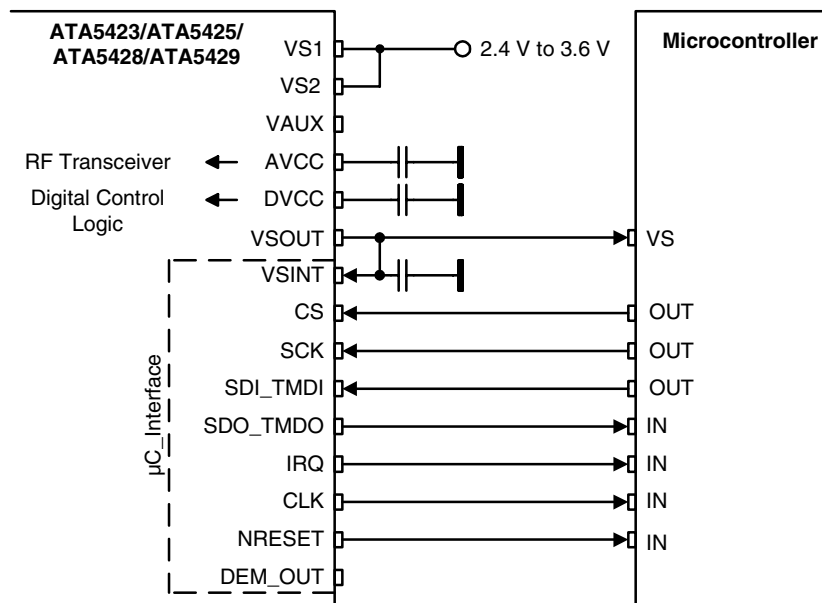 ATA5423/ATA5425/
ATA5428/ATA5429
Microcontroller
VS1
2.4 V to 3.6 V
VS2
VAUX
RF Transceiver
AVCC
Digital Control
Logic
DVCC
VSOUT
VS
VSINT
CS
OUT
SCK
OUT
SDI_TMDI
OUT
SDO_TMDO
IN
IRQ
IN
CLK
IN
NRESET
IN
DEM_OUT
µC_Interface